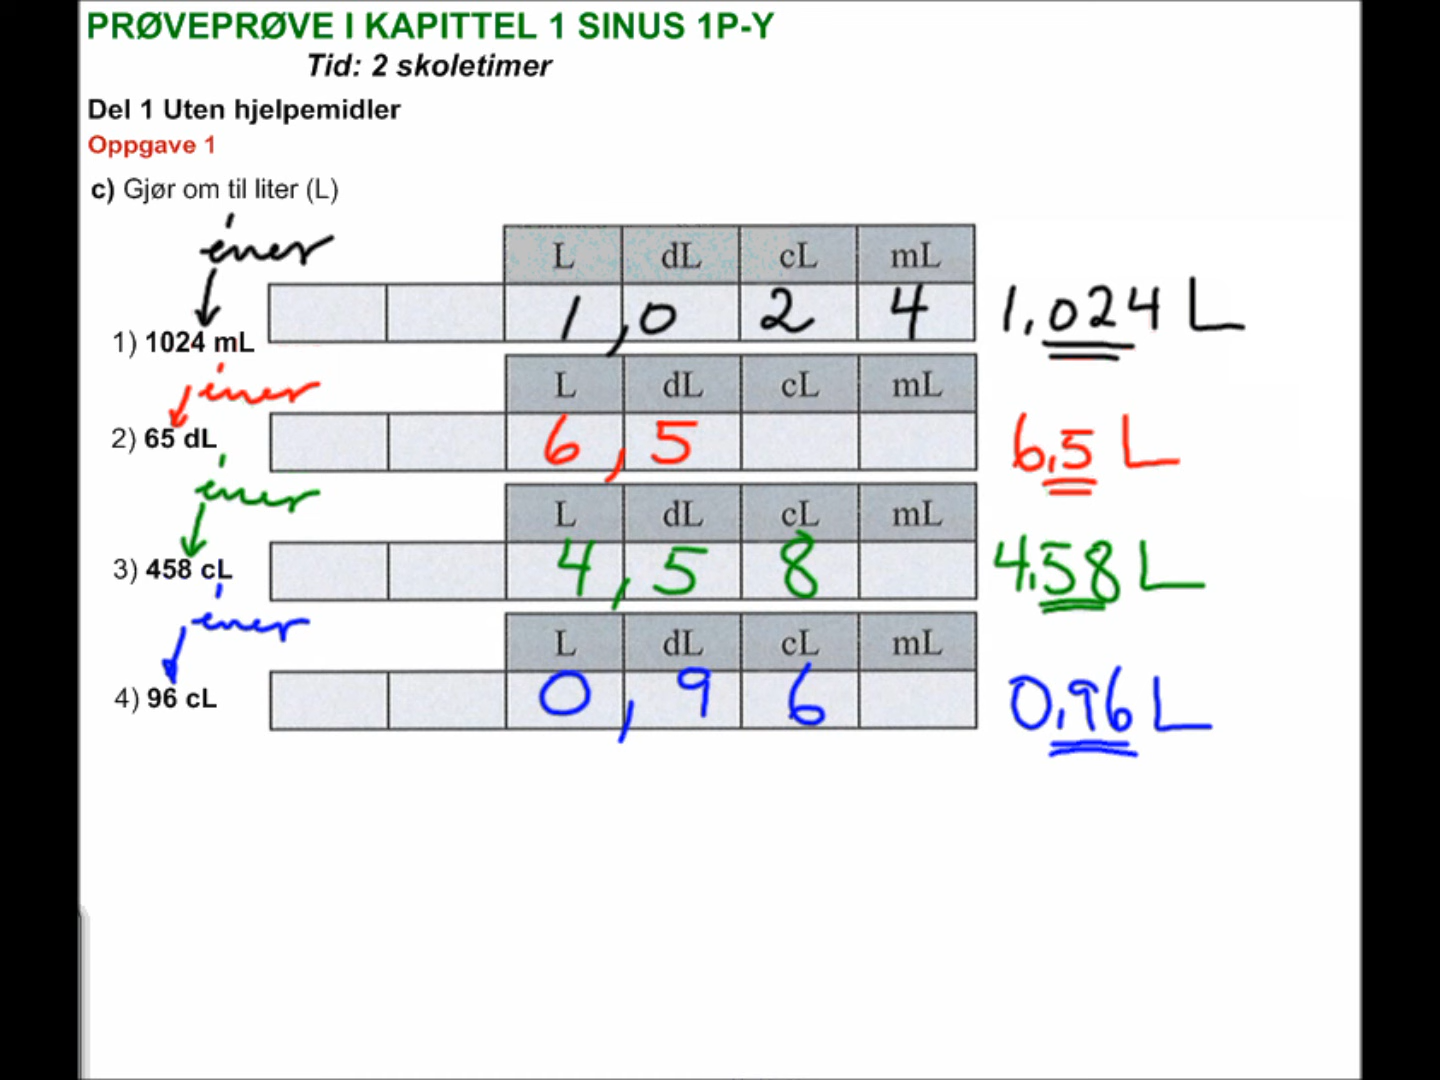 PRØVEPRØVE I KAPITTEL 1 SINUS 1P-Y
Tid: 2 skoletimer
Del 1 Uten hjelpemidler
Oppgave 1
c) Gjør om til liter (L)
ener
L dL cL mL
1) 1024 mL 1,0 2 4 1,024 L
ener
L dL cL mL
2) 65 dL 6,5 6,5 L
ener
L dL cL mL
3) 458 cL 4,5 8 4,58 L
ener
L dL cL mL
4) 96 cL 0,9 6 0,96 L